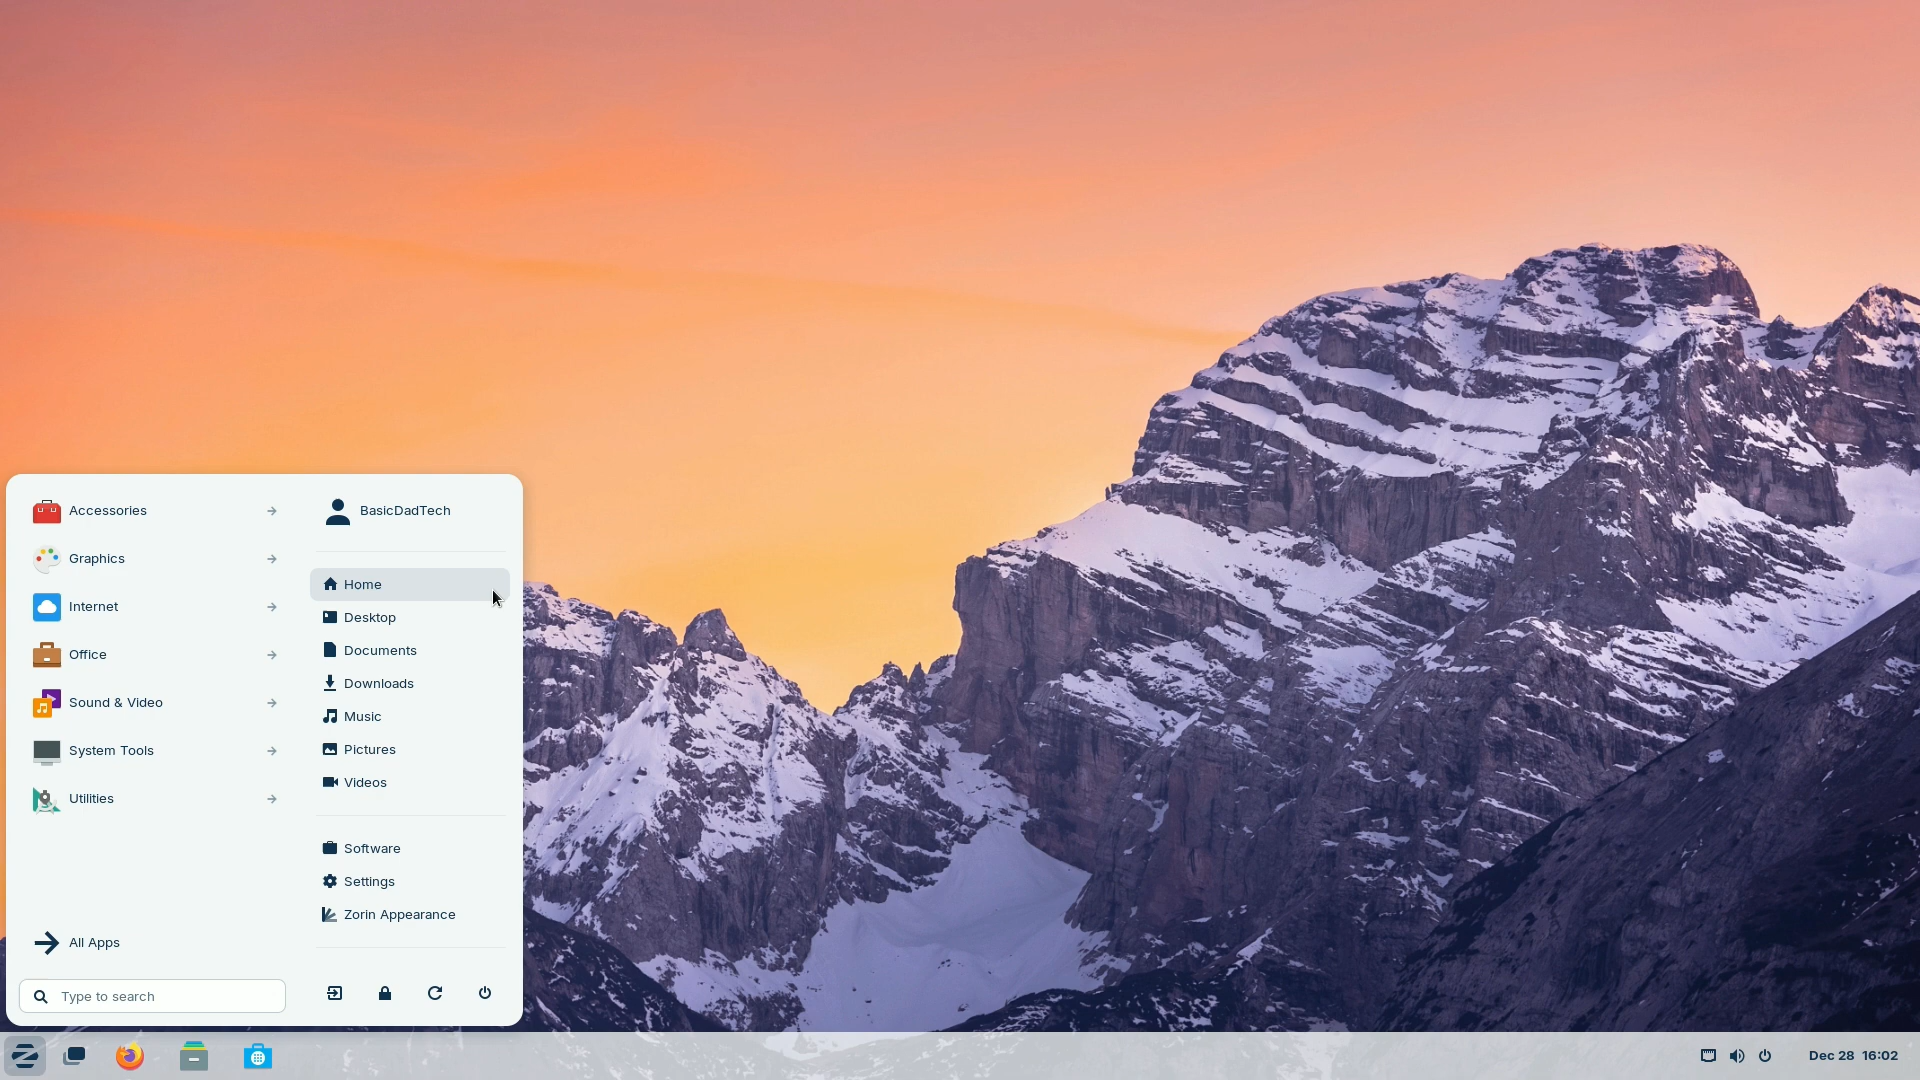 Accessories
Graphics
Internet
Office
Sound & Video
System Tools
Utilities
All Apps
Type to search
BasicDadTech
Home
Desktop
Documents
Downloads
Music
Pictures
Videos
Software
Settings
Zorin Appearance
Dec 28 16:02